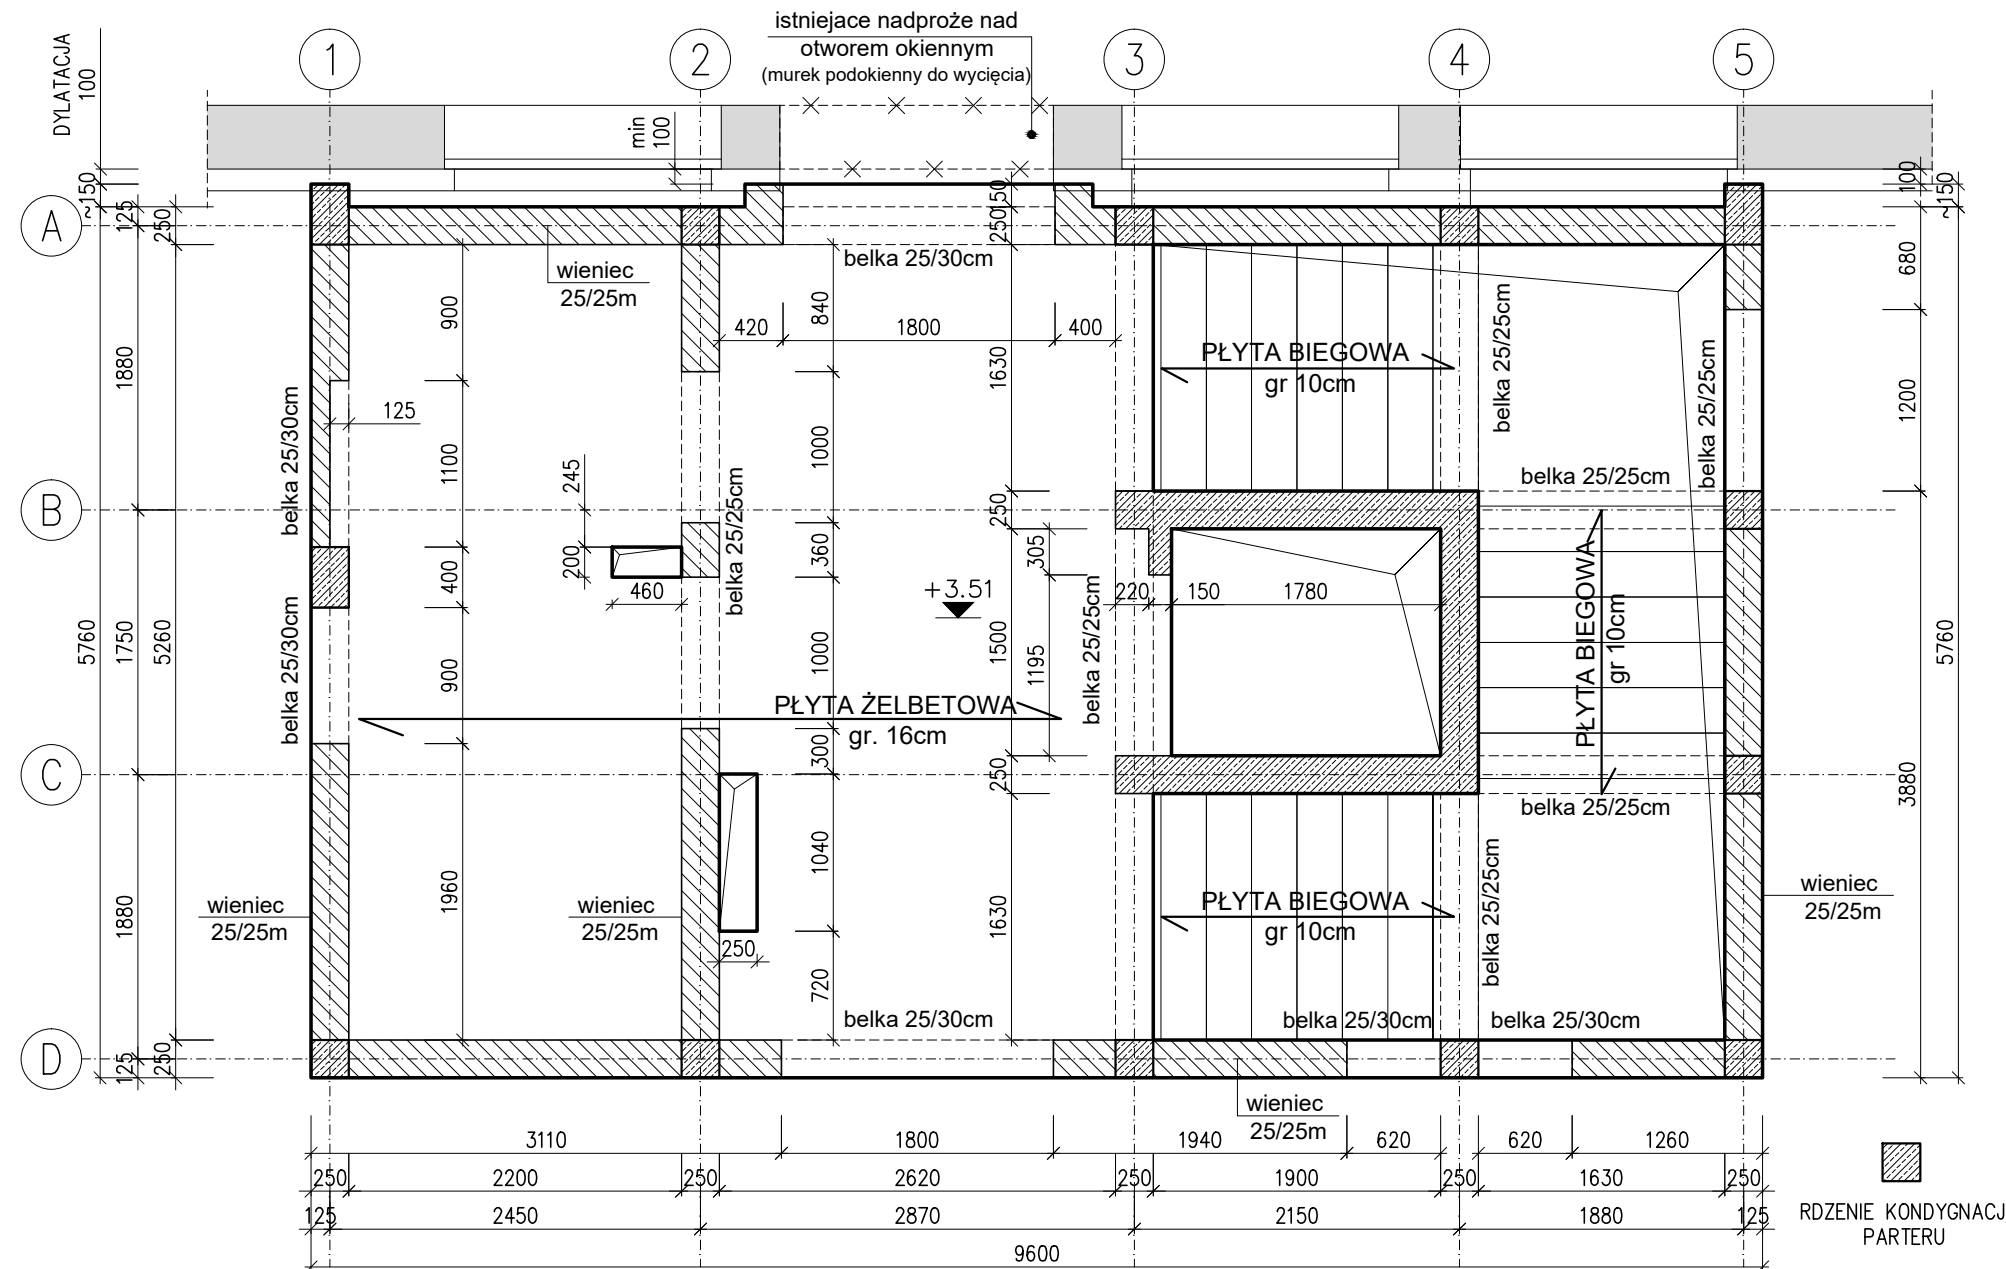 istniejace nadproże nad
otworem okiennym
(murek podokienny do wycięcia)
DYLATACJA
100
1
2
3
4
5
min
100
~150
125
250
150
250
100
~150
A
B
C
D
belka 25/30cm
wieniec
25/25m
420
1800
400
900
840
680
1880
1630
1200
PŁYTA BIEGOWA
gr 10cm
belka 25/25cm
belka 25/25cm
belka 25/30cm
125
1100
1000
245
belka 25/25cm
belka 25/25cm
250
360
305
200
460
400
+3.51
220
150
1780
PŁYTA BIEGOWA
gr 10cm
belka 25/30cm
belka 25/25cm
5760
1750
5260
900
1000
1500
1195
5760
PŁYTA ŻELBETOWA
gr. 16cm
300
250
3880
belka 25/25cm
1040
1960
1880
1630
wieniec
25/25m
wieniec
25/25m
PŁYTA BIEGOWA
gr 10cm
belka 25/25cm
wieniec
25/25m
250
720
belka 25/30cm
belka 25/30cm
belka 25/30cm
125
250
wieniec
25/25m
3110
1800
1940
620
620
1260
250
2200
250
2620
250
1900
250
1630
250
125
2450
2870
2150
1880
125
9600
RDZENIE KONDYGNACJ
PARTERU